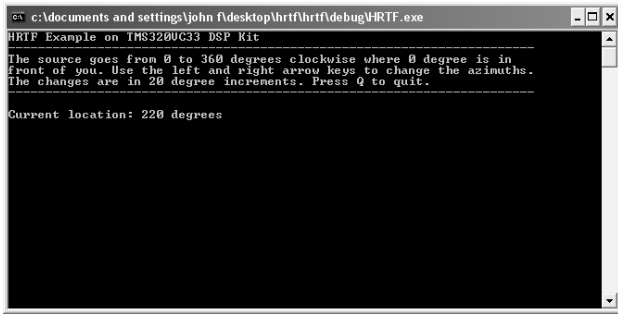 c:\documents and settings\john f\desktop\hrtf\hrtf\debug\HRTF.exe
HRTF Example on TMS320VC33 DSP Kit
The source goes from 0 to 360 degrees clockwise where 0 degree is in
front of you. Use the left and right arrow keys to change the azimuths.
The changes are in 20 degree increments. Press Q to quit.
Current location: 220 degrees